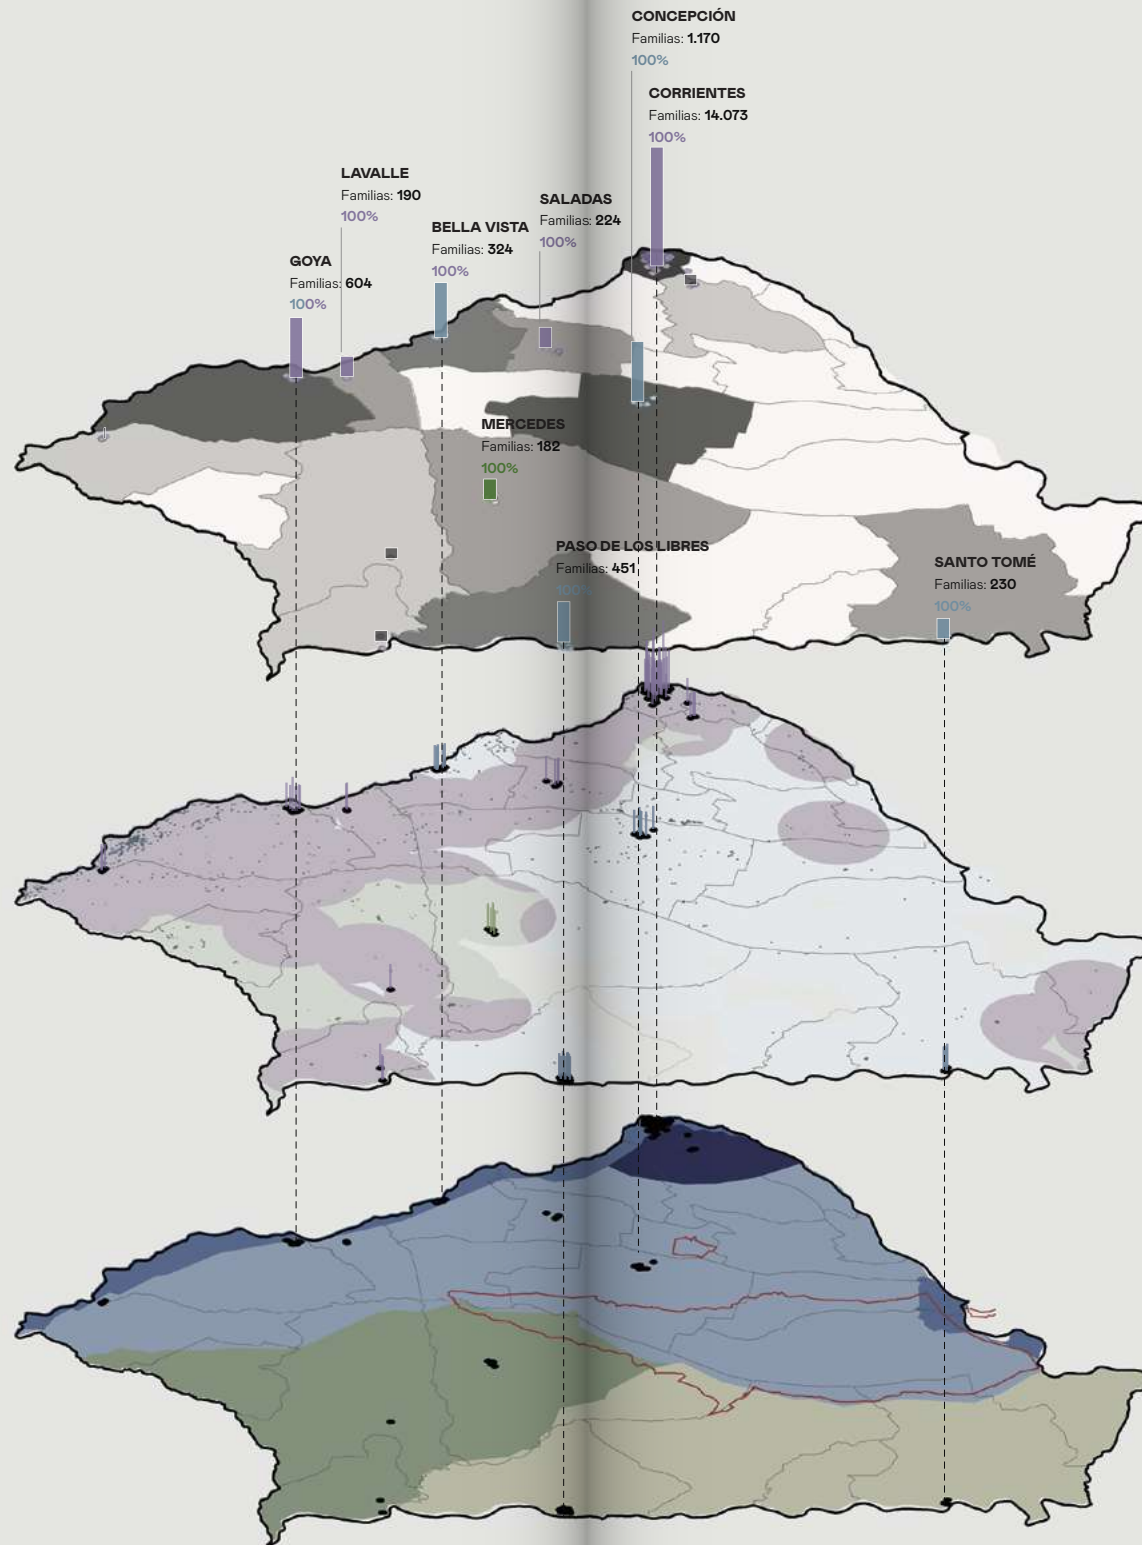 CONCEPCIÓN
Familias: 1.170
100%
CORRIENTES
Familias: 14.073
100%
LAVALLE
Familias: 190
100%
SALADAS
Familias: 224
100%
BELLA VISTA
Familias: 324
100%
GOYA
Familias: 604
100%
MERCEDES
Familias: 182
100%
PASO DE LOS LIBRES
Familias: 451
100%
SANTO TOMÉ
Familias: 230
100%